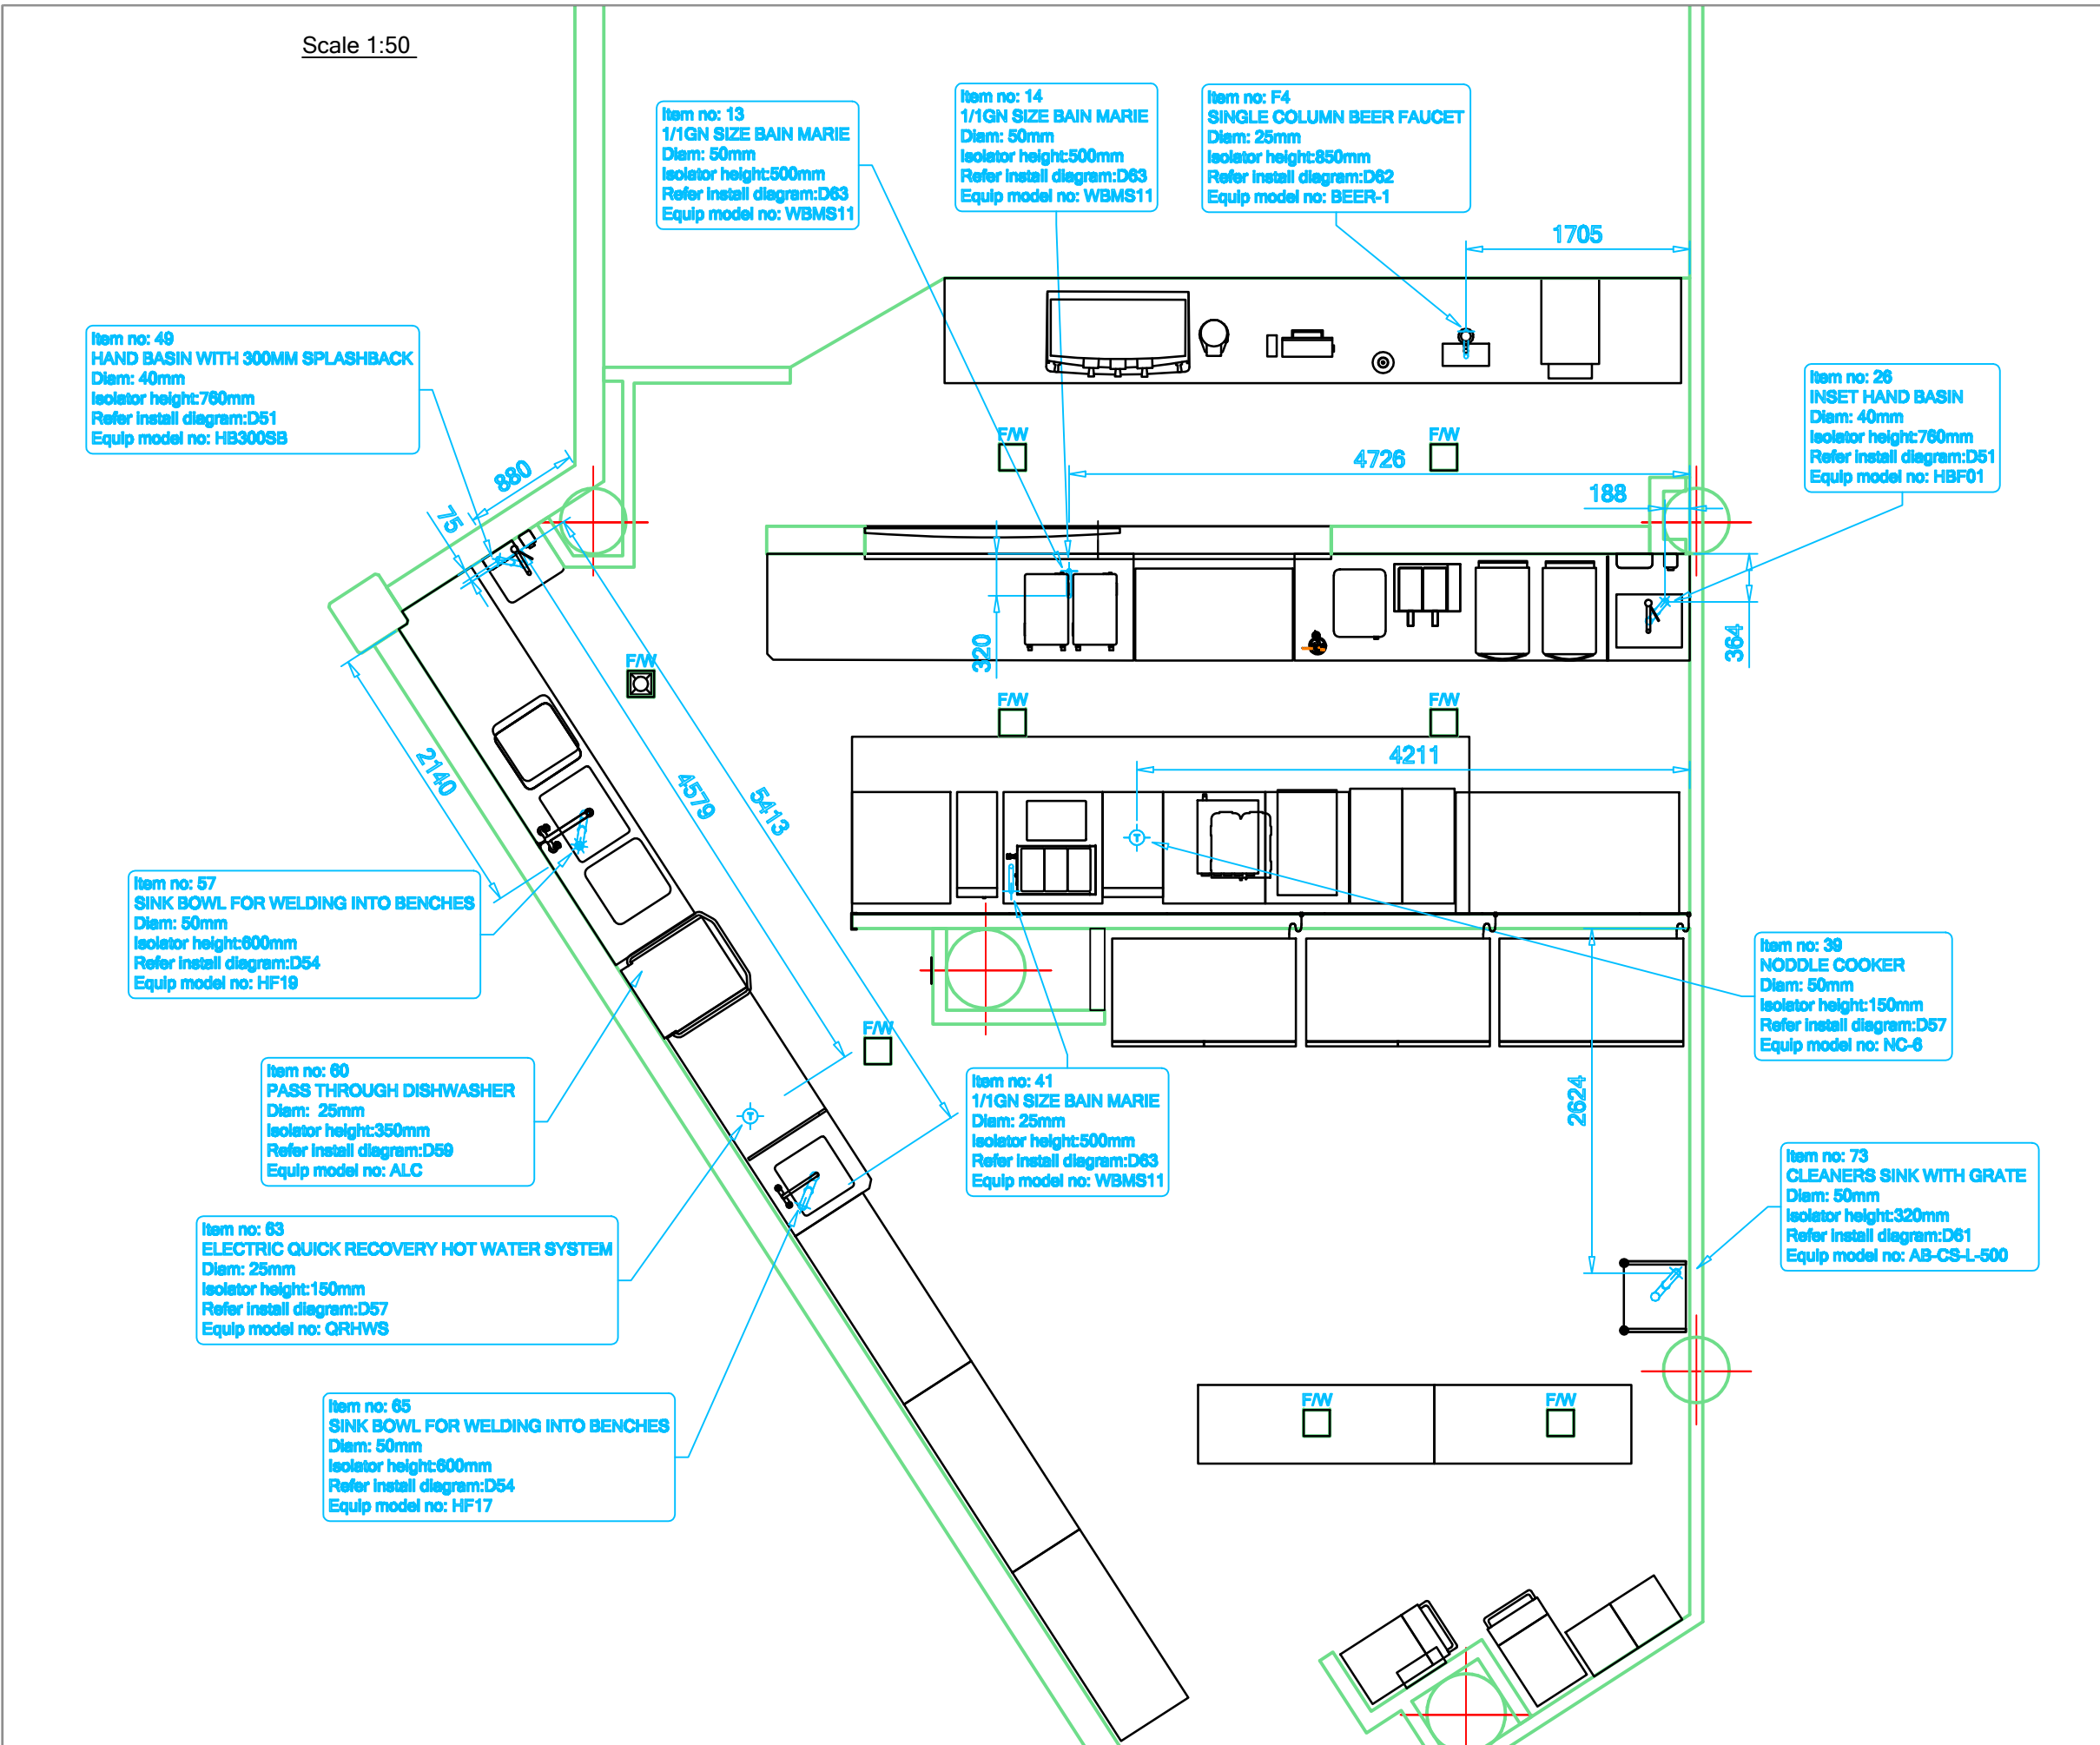 Scale 1:50
Item no: 13
1/1GN SIZE BAIN MARIE
Diam: 50mm
Isolator height:500mm
Refer install diagram:D63
Equip model no: WBMS11
Item no: 14
1/1GN SIZE BAIN MARIE
Diam: 50mm
Isolator height:500mm
Refer install diagram:D63
Equip model no: WBMS11
Item no: F4
SINGLE COLUMN BEER FAUCET
Diam: 25mm
Isolator height:850mm
Refer install diagram:D62
Equip model no: BEER-1
1705
Item no: 49
HAND BASIN WITH 300MM SPLASHBACK
Diam: 40mm
Isolator height:760mm
Refer install diagram:D51
Equip model no: HB300SB
Item no: 26
INSET HAND BASIN
Diam: 40mm
Isolator height:760mm
Refer install diagram:D51
Equip model no: HBF01
F/W
F/W
4726
188
880
75
320
364
F/W
F/W
F/W
4211
2140
4579
5413
Item no: 57
SINK BOWL FOR WELDING INTO BENCHES
Diam: 50mm
Isolator height:600mm
Refer install diagram:D54
Equip model no: HF19
T
Item no: 39
NODDLE COOKER
Diam: 50mm
Isolator height:150mm
Refer install diagram:D57
Equip model no: NC-6
F/W
Item no: 60
PASS THROUGH DISHWASHER
Diam: 25mm
Isolator height:350mm
Refer install diagram:D59
Equip model no: ALC
Item no: 41
1/1GN SIZE BAIN MARIE
Diam: 25mm
Isolator height:500mm
Refer install diagram:D63
Equip model no: WBMS11
2624
T
Item no: 73
CLEANERS SINK WITH GRATE
Diam: 50mm
Isolator height:320mm
Refer install diagram:D61
Equip model no: AB-CS-L-500
Item no: 63
ELECTRIC QUICK RECOVERY HOT WATER SYSTEM
Diam: 25mm
Isolator height:150mm
Refer install diagram:D57
Equip model no: QRHWS
Item no: 65
SINK BOWL FOR WELDING INTO BENCHES
Diam: 50mm
Isolator height:600mm
Refer install diagram:D54
Equip model no: HF17
F/W
F/W